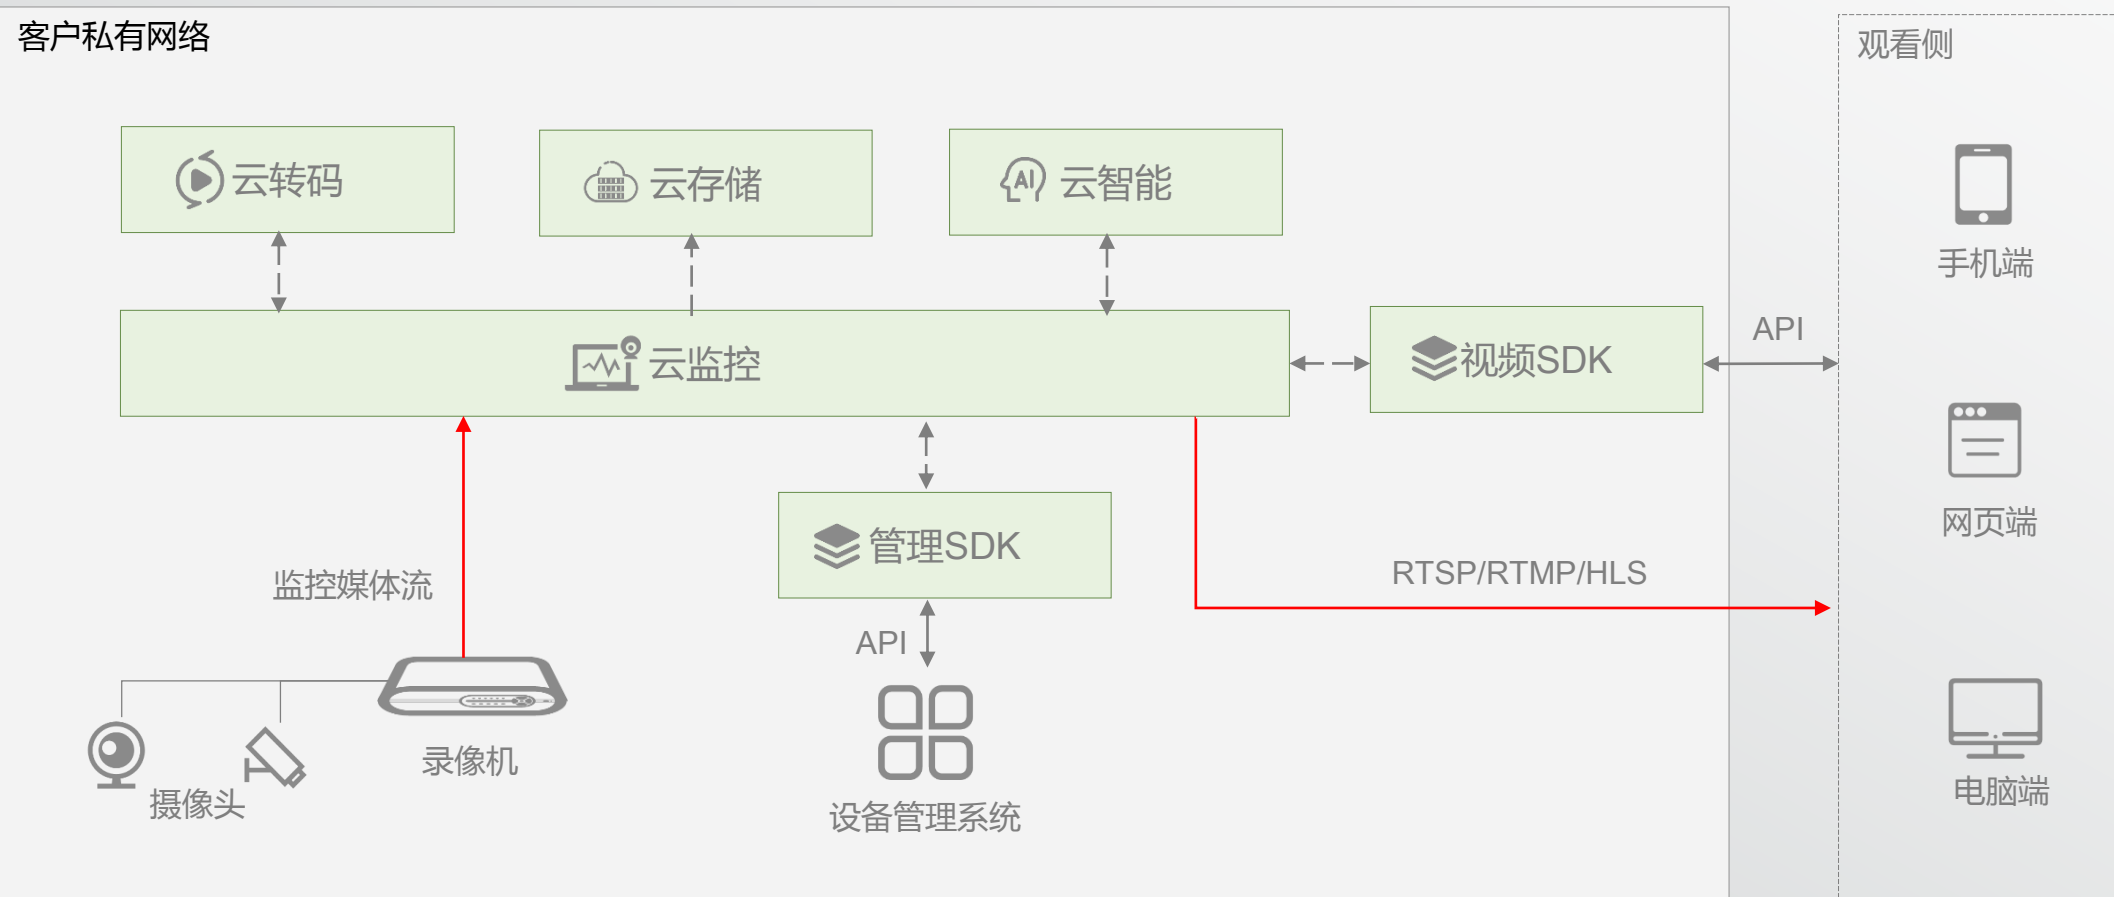 客户私有网络
观看侧
云转码
云存储
AI
云智能
手机端
云监控
视频SDK
API
网页端
管理SDK
监控媒体流
RTSP/RTMP/HLS
API
录像机
摄像头
设备管理系统
电脑端